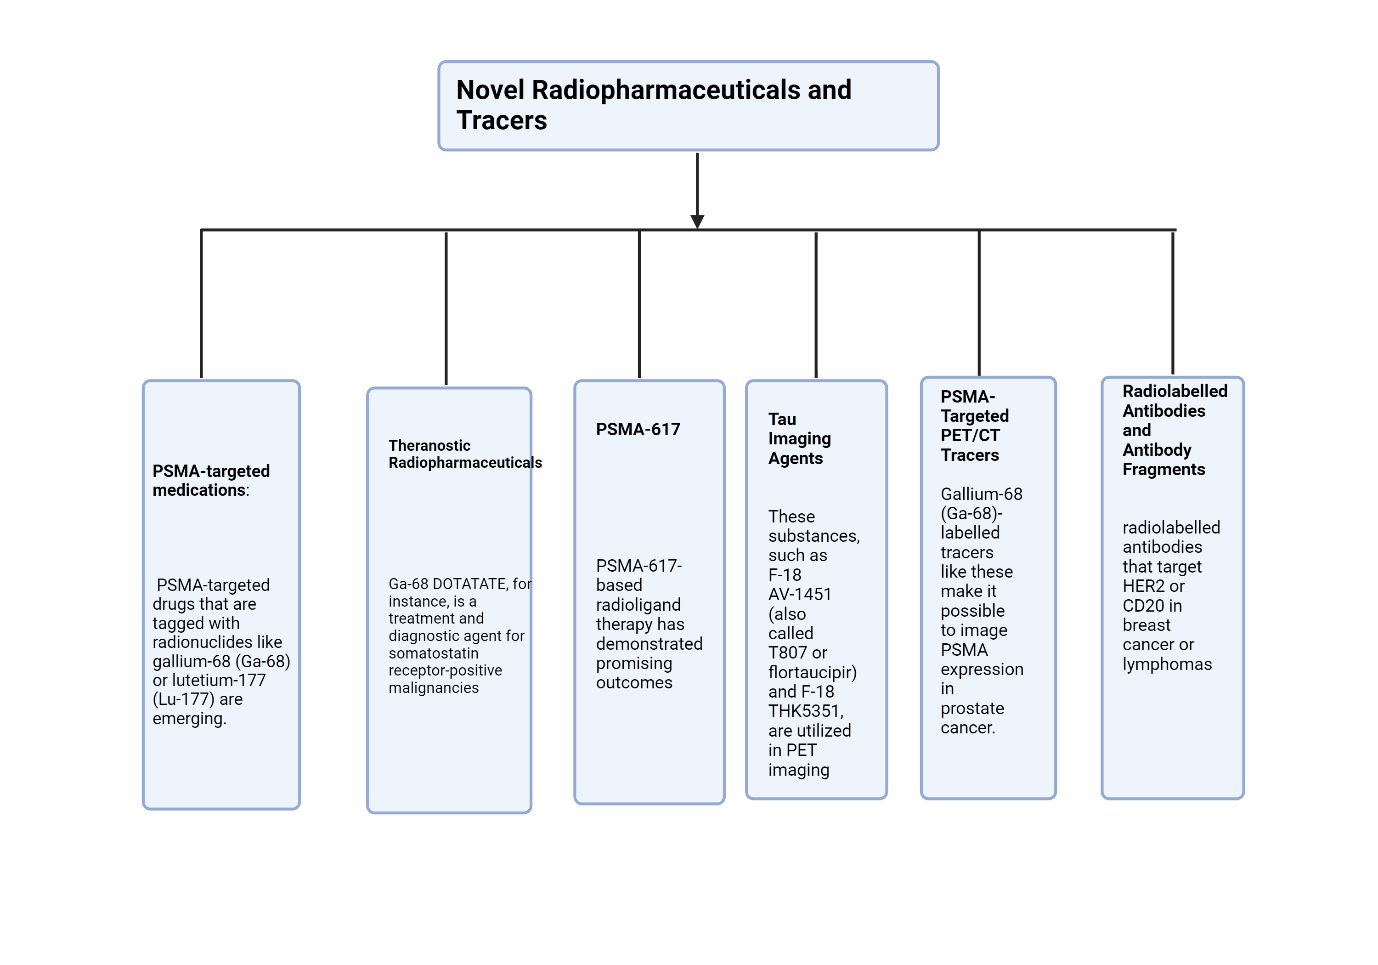 Novel Radiopharmaceuticals and
Tracers
PSMA-targeted
medications:
PSMA-targeted
drugs that are
tagged with
radionuclides like
gallium-68 (Ga-68)
or lutetium-177
(Lu-177) are
emerging.
Theranostic
Radiopharmaceuticals
Ga-68 DOTATATE, for
instance, is a
treatment and
diagnostic agent for
somatostatin
receptor-positive
malignancies
PSMA-617
PSMA-617-
based
radioligand
therapy has
demonstrated
promising
outcomes
Tau
Imaging
Agents
These
substances,
such as
F-18
AV-1451
(also
called
T807 or
flortaucipir)
and F-18
THK5351,
are utilized
in PET
imaging
PSMA-
Targeted
PET/CT
Tracers
Gallium-68
(Ga-68)-
labelled
tracers
like these
make it
possible
to image
PSMA
expression
in
prostate
cancer.
Radiolabelled
Antibodies
and
Antibody
Fragments
radiolabelled
antibodies
that target
HER2 or
CD20 in
breast
cancer or
lymphomas